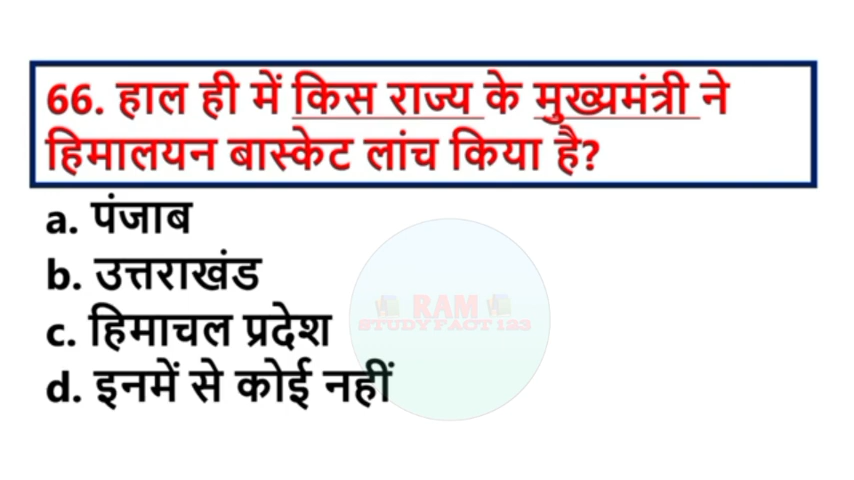 66. हाल ही में किस राज्य के मुख्यमंत्री ने
हिमालयन बास्केट लांच किया है?
a. पंजाब
b. उत्तराखंड
c. हिमाचल प्रदेश
d. इनमें से कोई नहीं
RAM
STUDY FACT 123